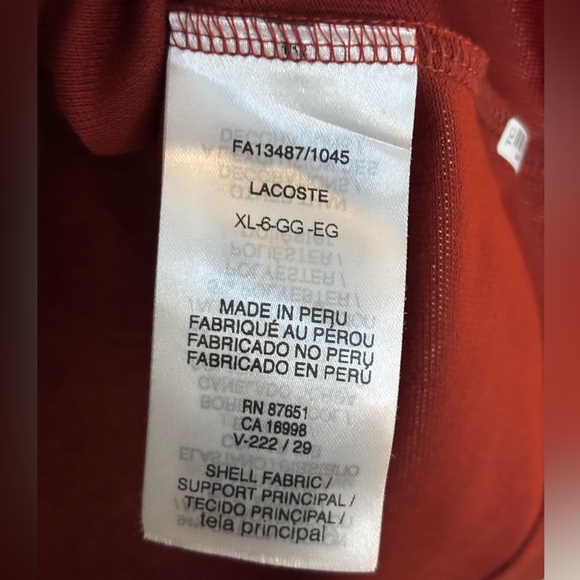 FA13487/1045
LACOSTE
XL-6-GG -EG
MADE IN PERU
FABRIQUÉ AU PÉROU
FABRICADO NO PERU
FABRICADO EN PERÚ
RN 87651
CA 16998
V-222 / 29
SHELL FABRIC /
SUPPORT PRINCIPAL /
TECIDO PRINCIPAL /
tela principal